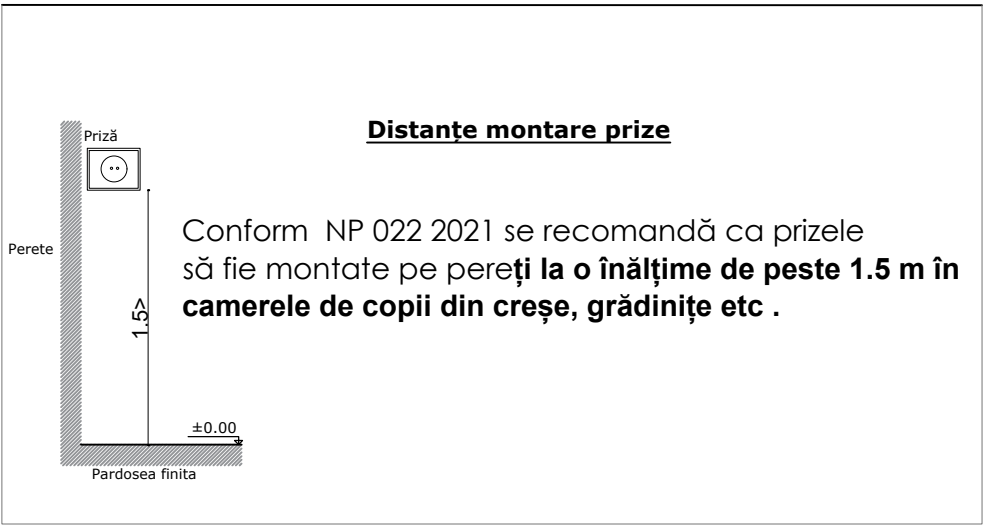 Distanțe montare prize
Priză
Conform NP 022 2021 se recomandă ca prizele
să fie montate pe pereți la o înălțime de peste 1.5 m în
camerele de copii din creșe, grădinițe etc .
Perete
1.5>
±0.00
Pardosea finita